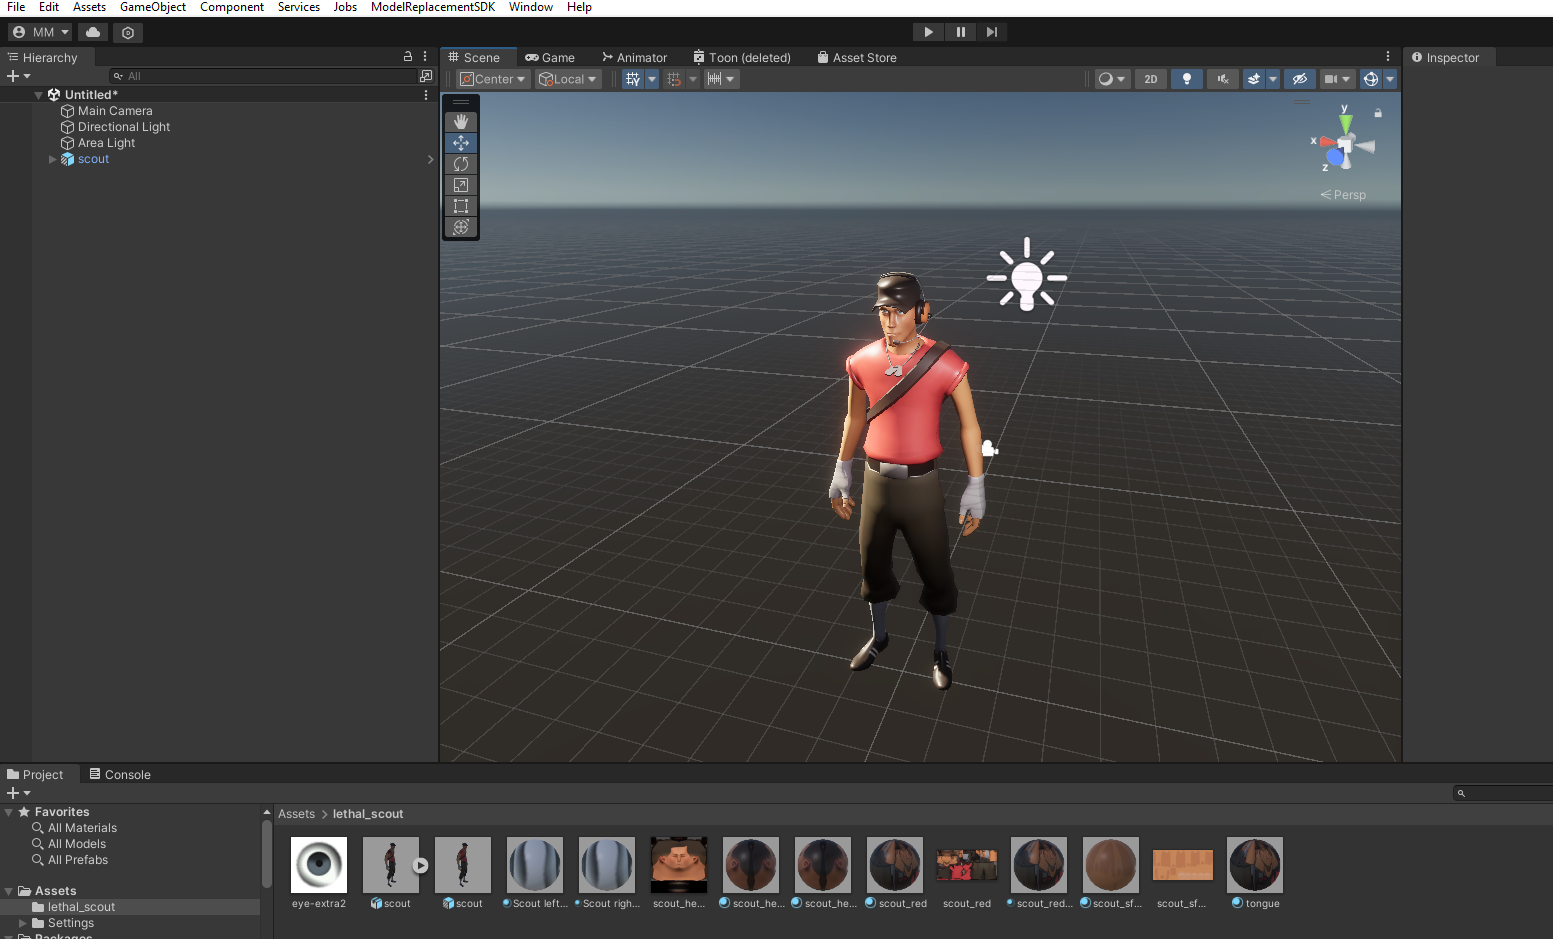 File Edit Assets GameObject Component Services Jobs ModelReplacementSDK Window Help
MM
Hierarchy
All
Untitled*
Main Camera
Directional Light
Area Light
scout
Scene Game Animator Toon (deleted) Asset Store
Center Local 2D
y
x
z
Persp
Inspector
Project Console
Favorites
All Materials
All Models
All Prefabs
Assets
lethal_scout
Settings
Packages
Assets > lethal_scout
eye-extra2 scout scout Scout left... Scout righ... scout_he... scout_he... scout_he... scout_red scout_red scout_red... scout_sf... scout_sf... tongue